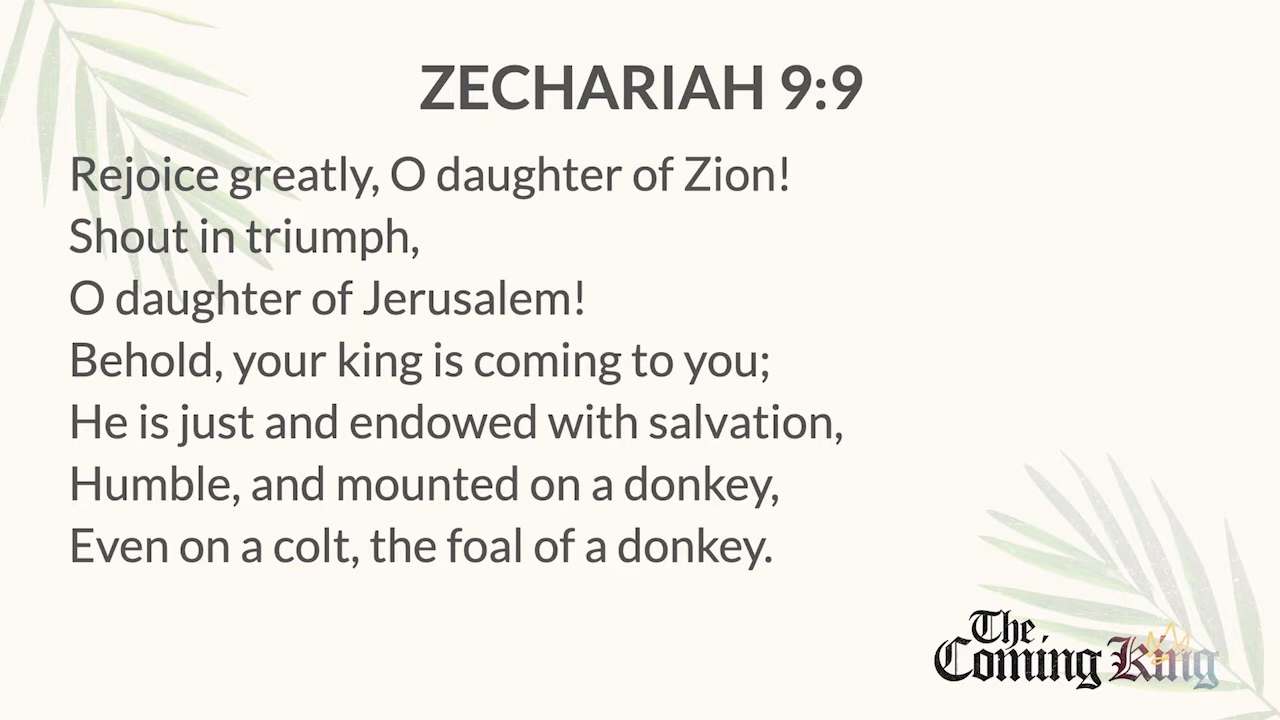 ZECHARIAH 9:9
Rejoice greatly, O daughter of Zion!
Shout in triumph,
O daughter of Jerusalem!
Behold, your king is coming to you;
He is just and endowed with salvation,
Humble, and mounted on a donkey,
Even on a colt, the foal of a donkey.
The
Coming King